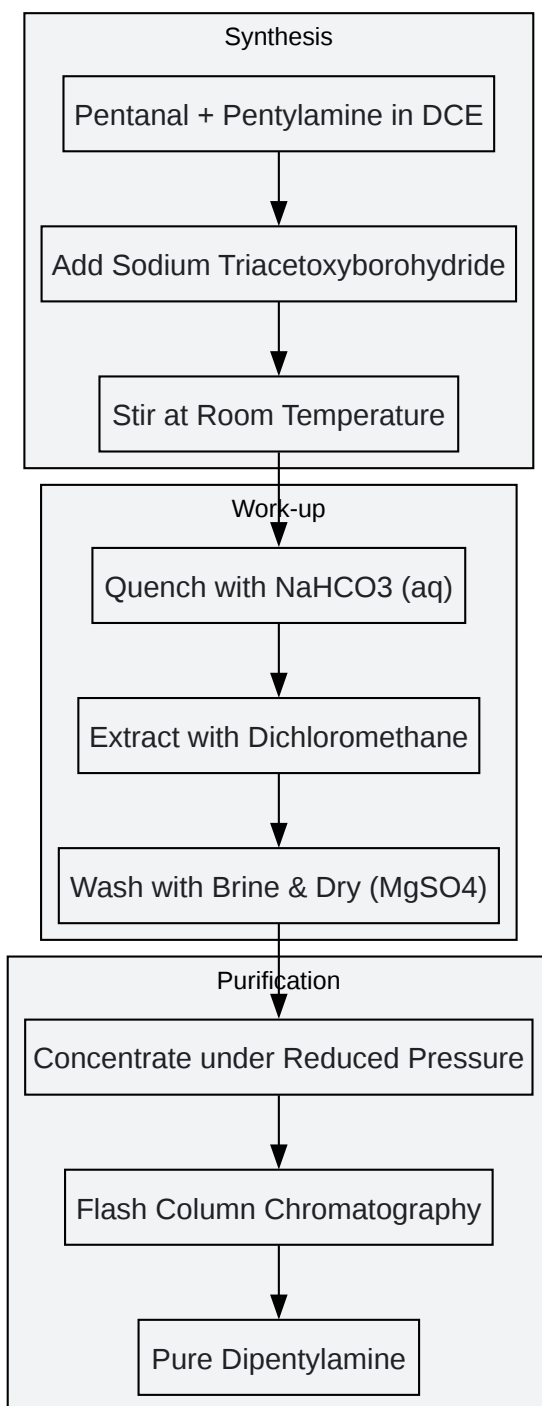 Synthesis
Pentanal + Pentylamine in DCE
Add Sodium Triacetoxyborohydride
Stir at Room Temperature
Work-up
Quench with NaHCO3 (aq)
Extract with Dichloromethane
Wash with Brine & Dry (MgSO4)
Purification
Concentrate under Reduced Pressure
Flash Column Chromatography
Pure Dipentylamine